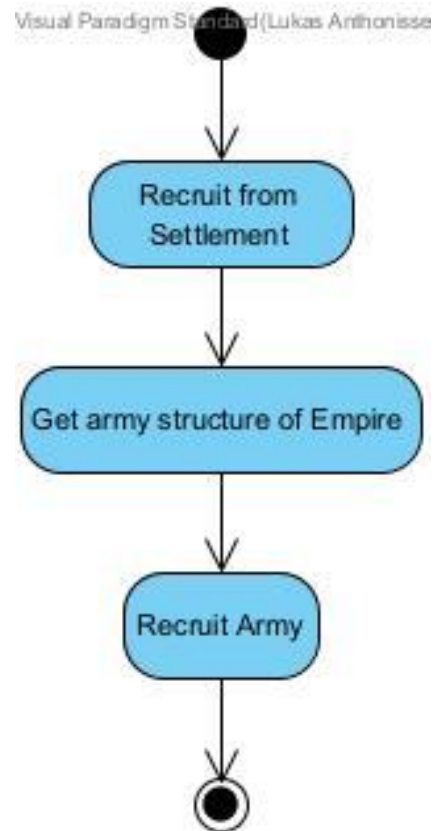 Visual Paradigm Standard(Lukas Anthonisse
Recruit from
Settlement
Get army structure of Empire
Recruit Army